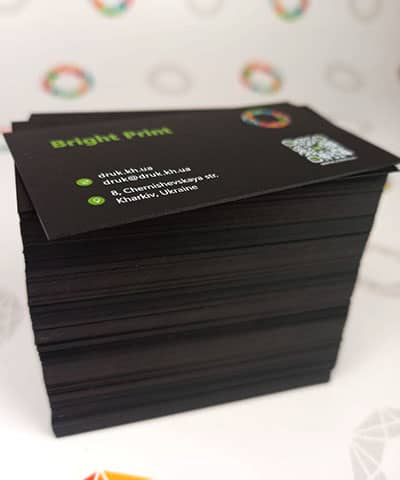 Bright Print
druk.kh.ua
druk@druk.kh.ua
8, Chernishevskaya str.
Kharkiv, Ukraine